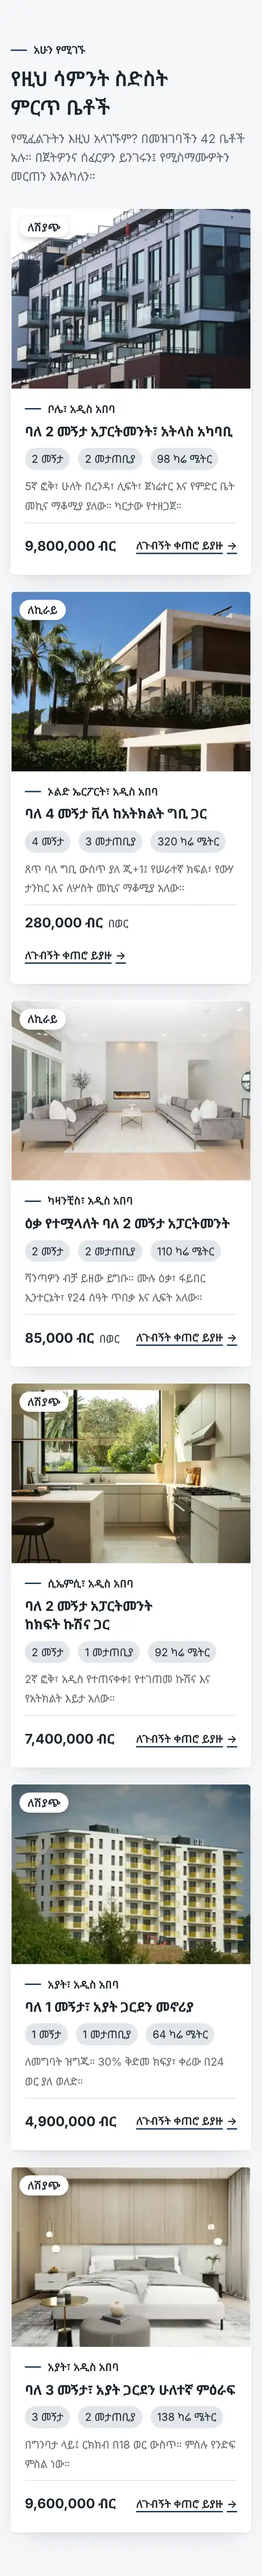 አሁን የሚገኙ
የዚህ ሳምንት ስድስት
ምርጥ ቤቶች
የሚፈልጉትን እዚህ አላገኙም? በመዝገባችን 42 ቤቶች
አሉ። በጀትዎንና ሰፈርዎን ይንገሩን፤ የሚስማሙዎትን
መርጠን እንልካለን።
ለሽያጭ
ቦሌ፣ አዲስ አበባ
ባለ 2 መኝታ አፓርትመንት፣ አትላስ አካባቢ
2 መኝታ 2 መታጠቢያ 98 ካሬ ሜትር
5ኛ ፎቅ፣ ሁለት በረንዳ፣ ሊፍት፣ ጀነሬተር እና የምድር ቤት
መኪና ማቆሚያ ያለው። ካርታው የተዘጋጀ።
9,800,000 ብር ለጉብኝት ቀጠሮ ይያዙ →
ለኪራይ
ኦልድ ኤርፖርት፣ አዲስ አበባ
ባለ 4 መኝታ ቪላ ከአትክልት ግቢ ጋር
4 መኝታ 3 መታጠቢያ 320 ካሬ ሜትር
ጸጥ ባለ ግቢ ውስጥ ያለ ጂ+1፤ የሠራተኛ ክፍል፣ የውሃ
ታንከር እና ለሦስት መኪና ማቆሚያ አለው።
280,000 ብር በወር
ለጉብኝት ቀጠሮ ይያዙ →
ለኪራይ
ካዛንቺስ፣ አዲስ አበባ
ዕቃ የተሟላለት ባለ 2 መኝታ አፓርትመንት
2 መኝታ 2 መታጠቢያ 110 ካሬ ሜትር
ሻንጣዎን ብቻ ይዘው ይግቡ። ሙሉ ዕቃ፣ ፋይበር
ኢንተርኔት፣ የ24 ሰዓት ጥበቃ እና ሊፍት አለው።
85,000 ብር በወር ለጉብኝት ቀጠሮ ይያዙ →
ለሽያጭ
ሲኤምሲ፣ አዲስ አበባ
ባለ 2 መኝታ አፓርትመንት
ከክፍት ኩሽና ጋር
2 መኝታ 1 መታጠቢያ 92 ካሬ ሜትር
2ኛ ፎቅ፣ አዲስ የተጠናቀቀ፤ የተገጠመ ኩሽና እና
የአትክልት እይታ አለው።
7,400,000 ብር ለጉብኝት ቀጠሮ ይያዙ →
ለሽያጭ
አያት፣ አዲስ አበባ
ባለ 1 መኝታ፣ አያት ጋርደን መኖሪያ
1 መኝታ 1 መታጠቢያ 64 ካሬ ሜትር
ለመግባት ዝግጁ። 30% ቅድመ ክፍያ፣ ቀሪው በ24
ወር ያለ ወለድ።
4,900,000 ብር ለጉብኝት ቀጠሮ ይያዙ →
ለሽያጭ
አያት፣ አዲስ አበባ
ባለ 3 መኝታ፣ አያት ጋርደን ሁለተኛ ምዕራፍ
3 መኝታ 2 መታጠቢያ 138 ካሬ ሜትር
በግንባታ ላይ፤ ርክክብ በ18 ወር ውስጥ። ምስሉ የንድፍ
ምስል ነው።
9,600,000 ብር ለጉብኝት ቀጠሮ ይያዙ →